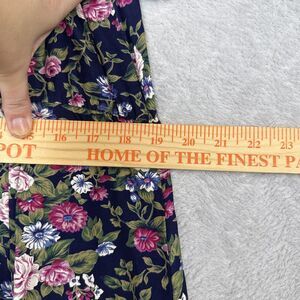 15 16 17 18 19 20 21 22 23
POT HOME OF THE FINEST PA